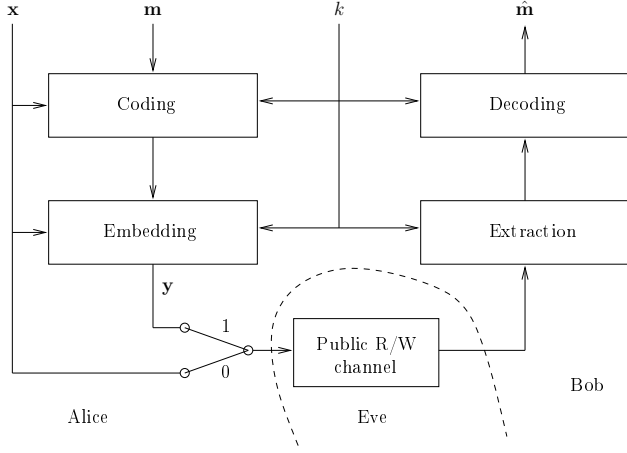 x
m
k
m̂
Coding
Decoding
Embedding
Extraction
y
1
0
Public R/W
channel
Alice
Eve
Bob